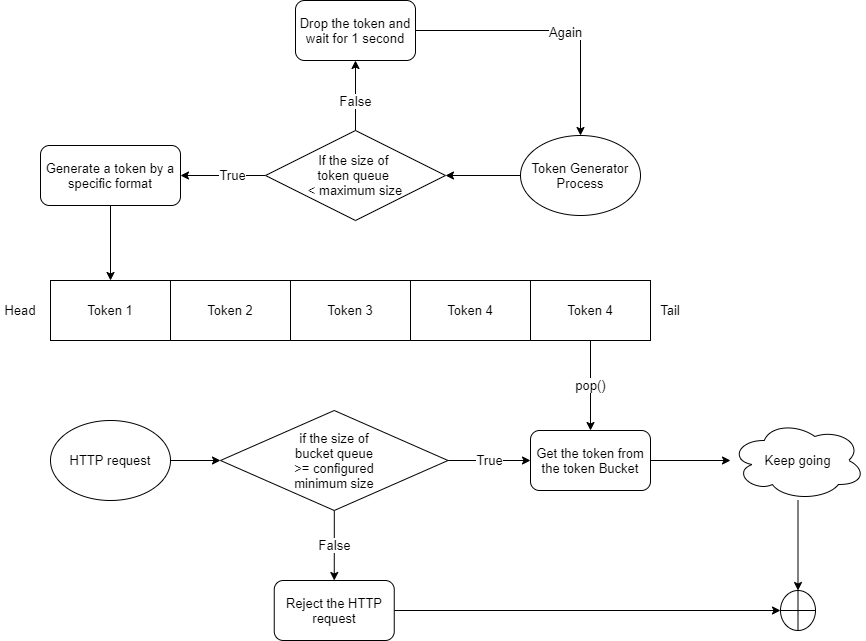 Drop the token and
wait for 1 second
Again
False
Generate a token by a
specific format
True
If the size of
token queue
< maximum size
Token Generator
Process
Head
Token 1
Token 2
Token 3
Token 4
Token 4
Tail
pop()
HTTP request
if the size of
bucket queue
>= configured
minimum size
True
Get the token from
the token Bucket
Keep going
False
Reject the HTTP
request